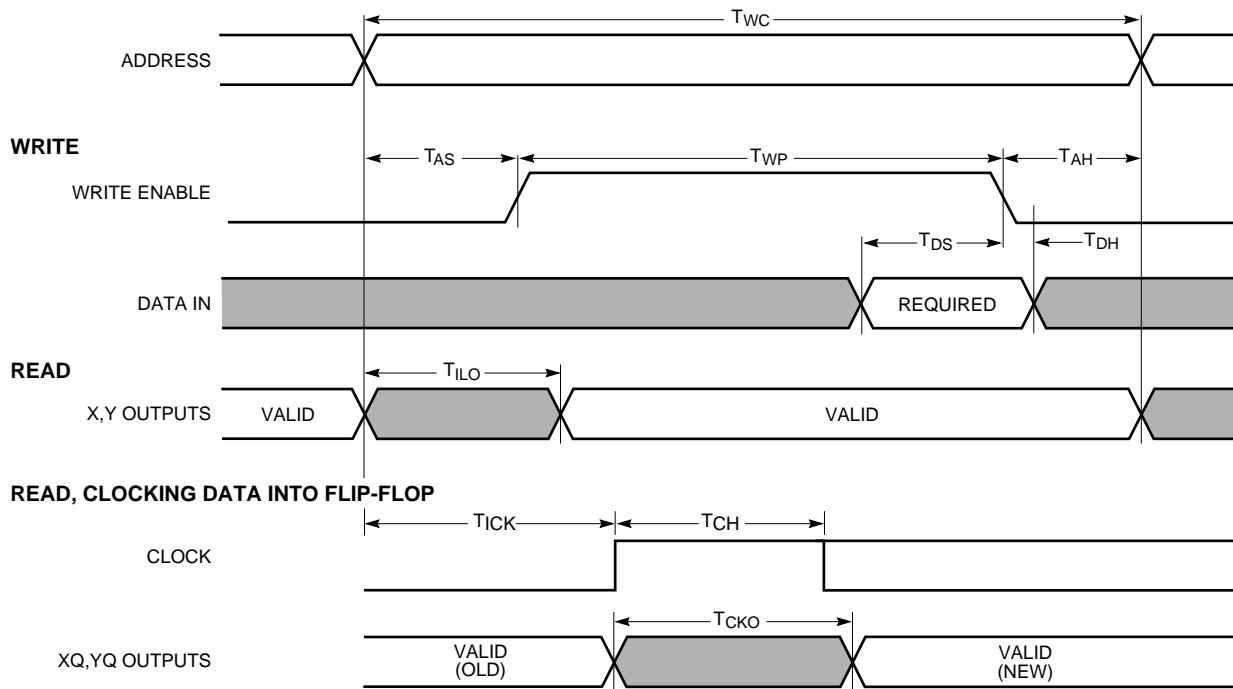 TWC
ADDRESS
WRITE
TAS
TWP
TAH
WRITE ENABLE
TDS
TDH
DATA IN
REQUIRED
READ
TILO
X,Y OUTPUTS
VALID
VALID
READ, CLOCKING DATA INTO FLIP-FLOP
TICK
TCH
CLOCK
TCKO
XQ,YQ OUTPUTS
VALID
(OLD)
VALID
(NEW)